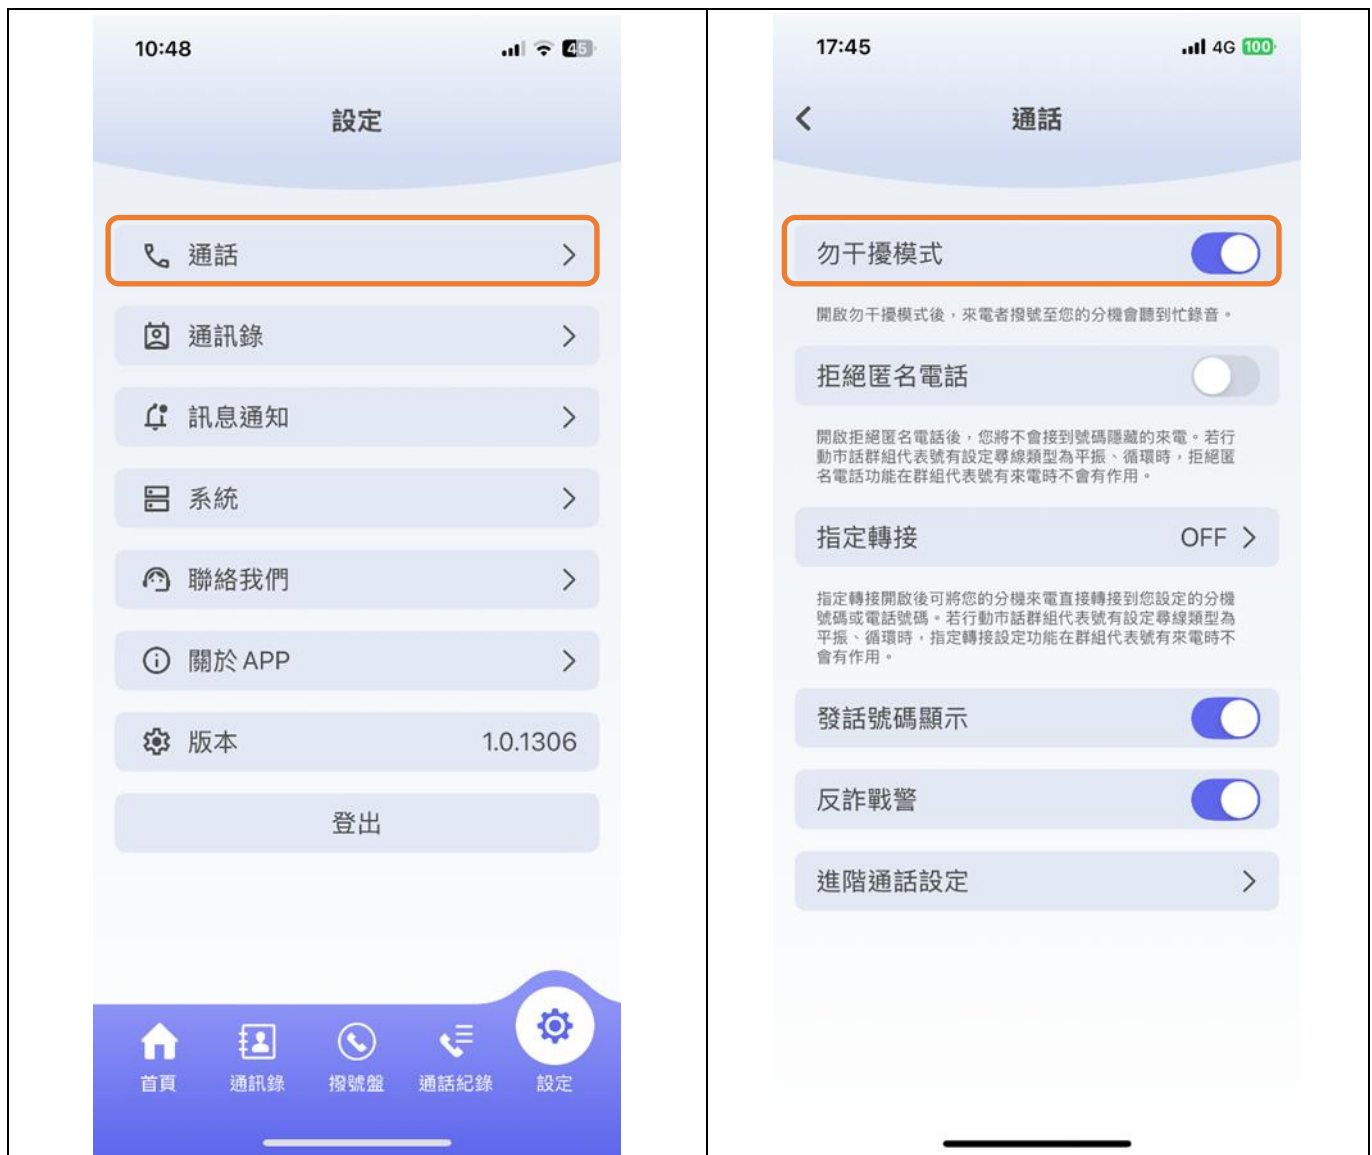 10:48
45
設定
通話
通訊錄
訊息通知
系統
聯絡我們
關於 APP
版本 1.0.1306
登出
首頁 通訊錄 撥號盤 通話紀錄 設定
17:45
4G 100
通話
勿干擾模式
開啟勿干擾模式後，來電者撥號至您的分機會聽到忙錄音。
拒絕匿名電話
開啟拒絕匿名電話後，您將不會接到號碼隱藏的來電。若行
動市話群組代表號有設定尋線類型為平振、循環時，拒絕匿
名電話功能在群組代表號有來電時不會有作用。
指定轉接 OFF
指定轉接開啟後可將您的分機來電直接轉接到您設定的分機
號碼或電話號碼。若行動市話群組代表號有設定尋線類型為
平振、循環時，指定轉接設定功能在群組代表號有來電時不
會有作用。
發話號碼顯示
反詐戰警
進階通話設定